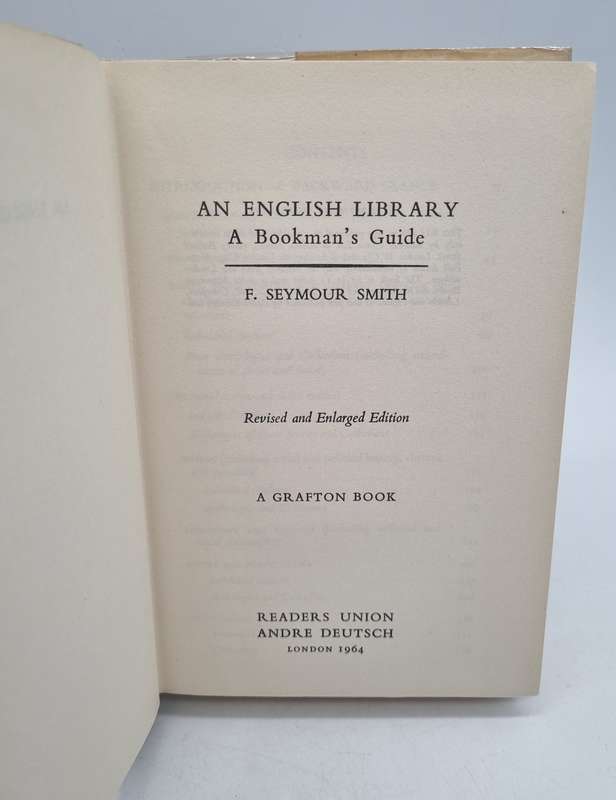 AN ENGLISH LIBRARY
A Bookman's Guide
F. SEYMOUR SMITH
Revised and Enlarged Edition
A GRAFTON BOOK
READERS UNION
ANDRE DEUTSCH
LONDON 1964